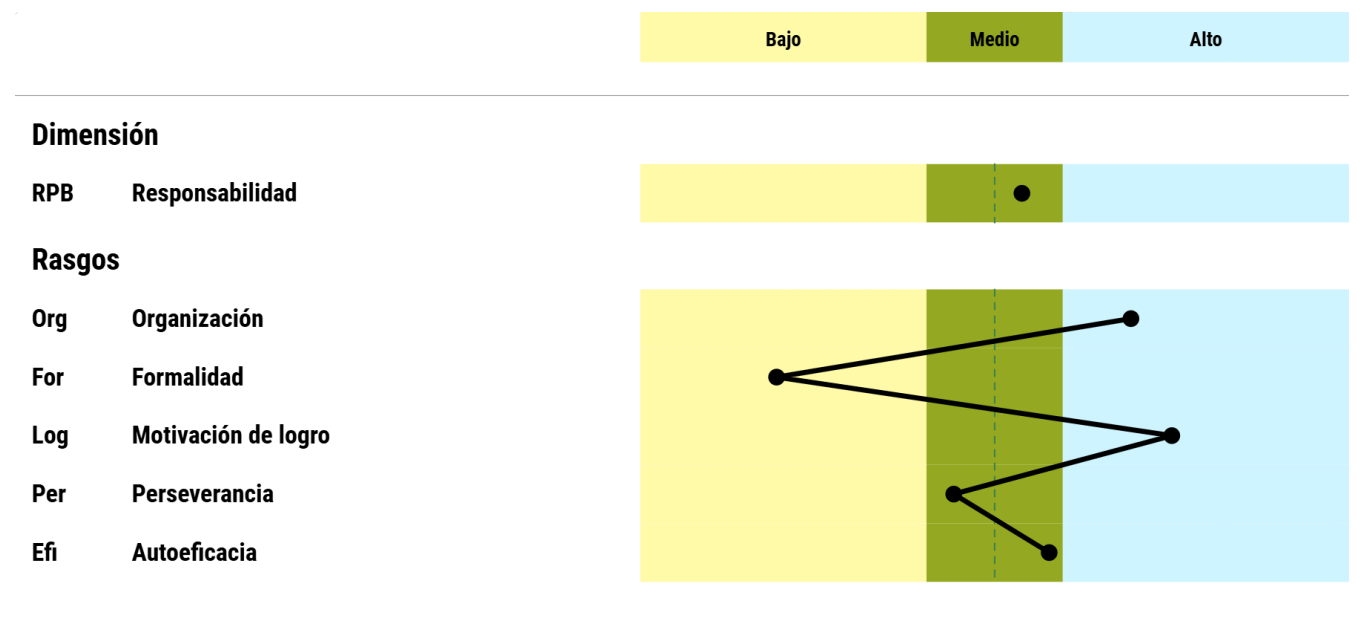 Bajo Medio Alto
Dimensión
RPB Responsabilidad
Rasgos
Org Organización
For Formalidad
Log Motivación de logro
Per Perseverancia
Efi Autoeficacia